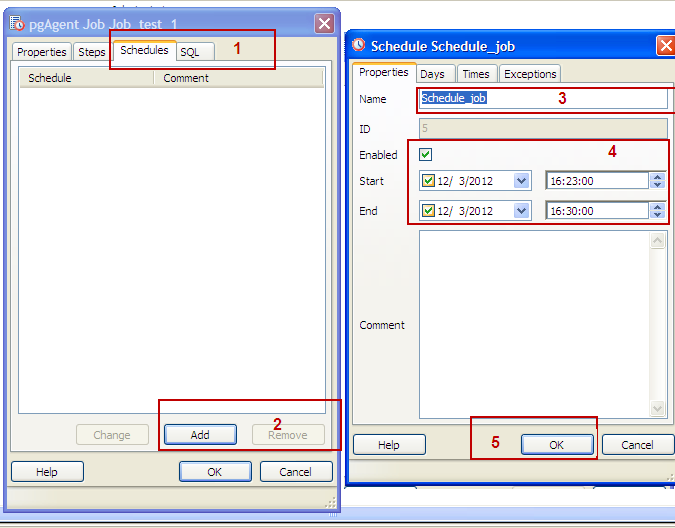 pgAgent Job Job_test_1
Properties Steps Schedules SQL 1
Schedule Comment
2
Change Add Remove
Help OK Cancel
Schedule Schedule_job
Properties Days Times Exceptions
Name Schedule_job 3
ID 5
Enabled 4
Start 12/ 3/2012 16:23:00
End 12/ 3/2012 16:30:00
Comment
5
Help OK Cancel